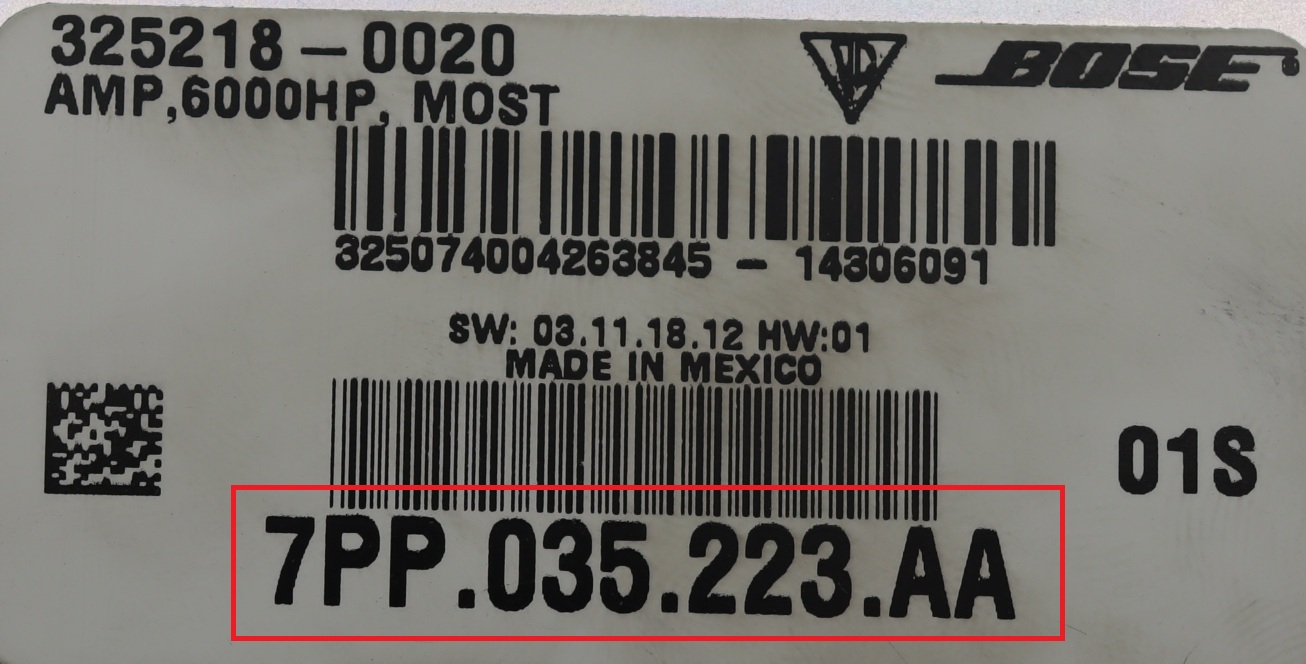 325218-0020
BOSE
AMP,6000HP, MOST
325074004263845 - 14306091
SW: 03.11.18.12 HW:01
MADE IN MEXICO
01S
7PP.035.223.AA